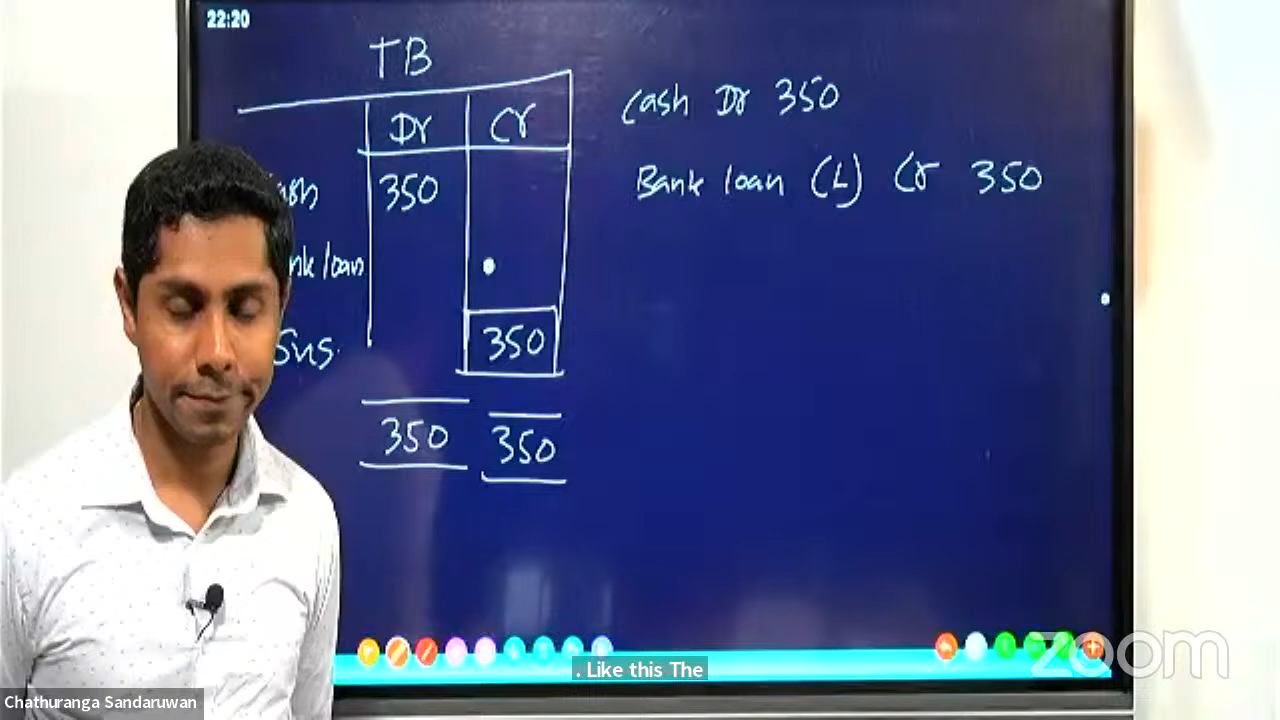 22:20
TB
Dr Cr
Cash Dr 350
Bank loan (L) Cr 350
350
loan
Sus. 350
350 350
zoom
. Like this The
Chathuranga Sandaruwan